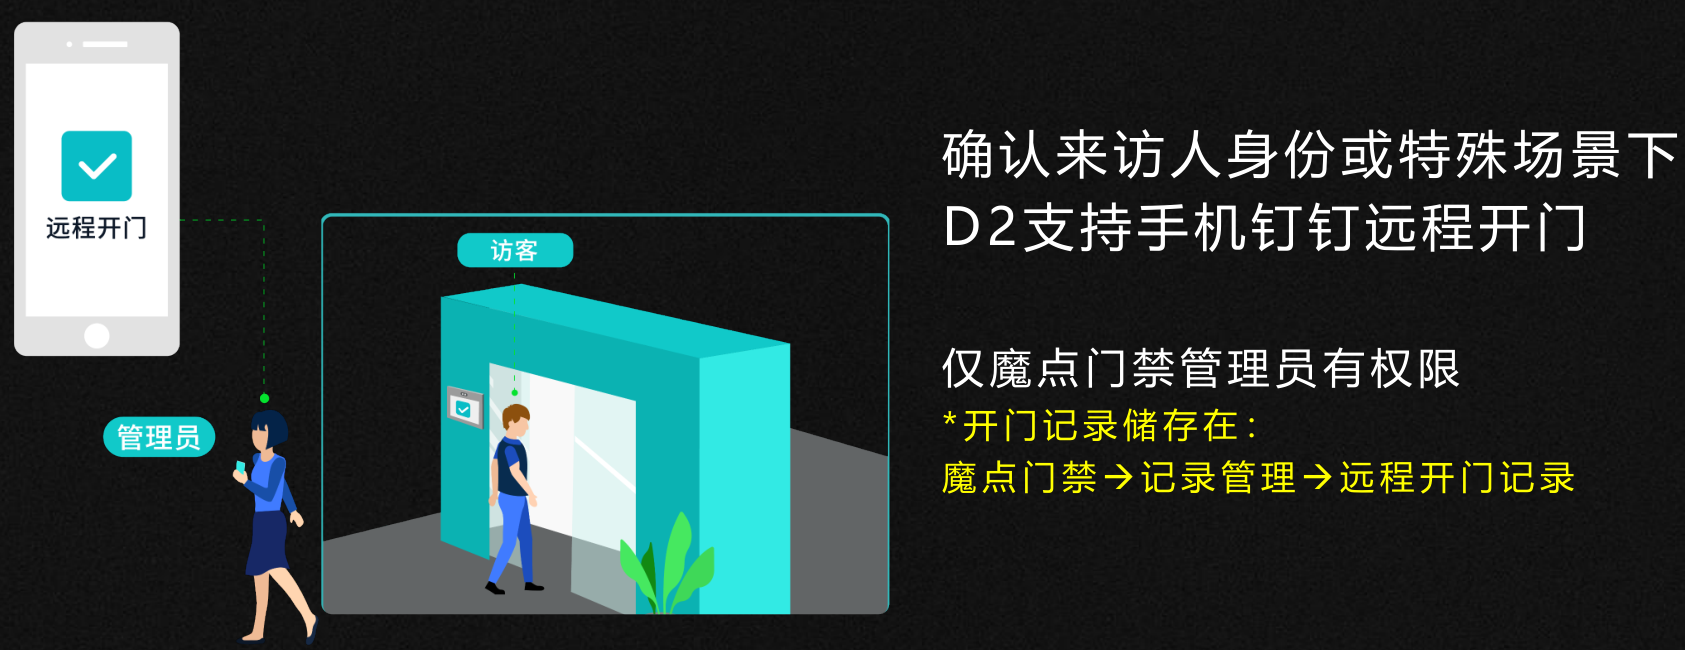 远程开门
访客
管理员
确认来访人身份或特殊场景下
D2支持手机钉钉远程开门
仅魔点门禁管理员有权限
*开门记录储存在：
魔点门禁→记录管理→远程开门记录